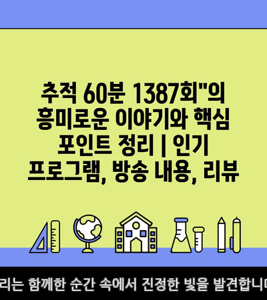 추적 60분 1387회"의
흥미로운 이야기와 핵심
포인트 정리 | 인기
프로그램, 방송 내용, 리뷰
리는 함께한 순간 속에서 진정한 빛을 발견합니다